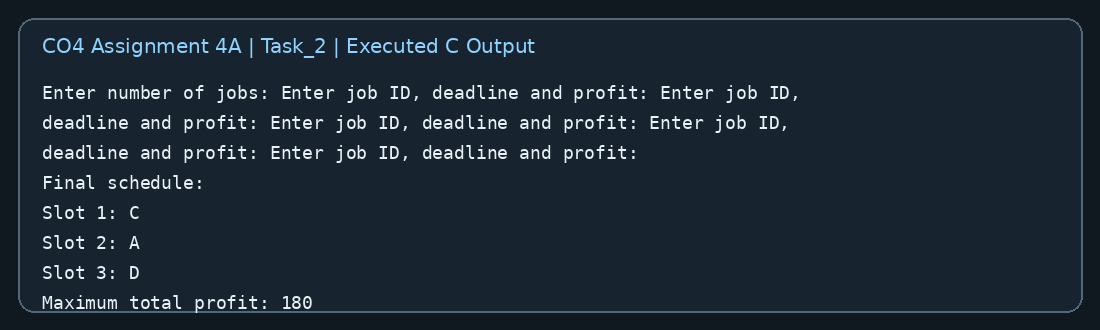 CO4 Assignment 4A | Task_2 | Executed C Output
Enter number of jobs: Enter job ID, deadline and profit: Enter job ID,
deadline and profit: Enter job ID, deadline and profit: Enter job ID,
deadline and profit: Enter job ID, deadline and profit:
Final schedule:
Slot 1: C
Slot 2: A
Slot 3: D
Maximum total profit: 180